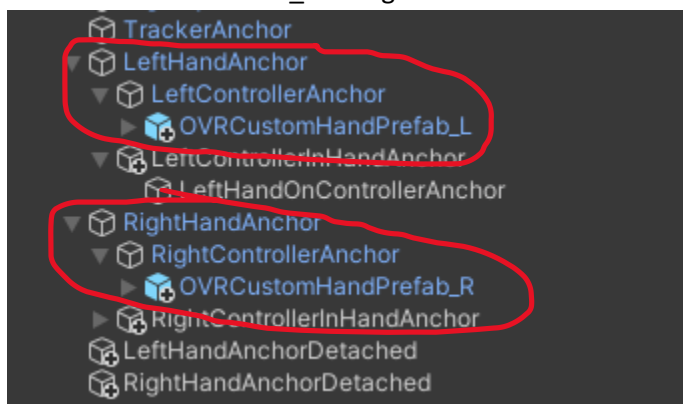 TrackerAnchor
LeftHandAnchor
LeftControllerAnchor
OVRCustomHandPrefab_L
LeftControllerInHandAnchor
LeftHandOnControllerAnchor
RightHandAnchor
RightControllerAnchor
OVRCustomHandPrefab_R
RightControllerInHandAnchor
LeftHandAnchorDetached
RightHandAnchorDetached